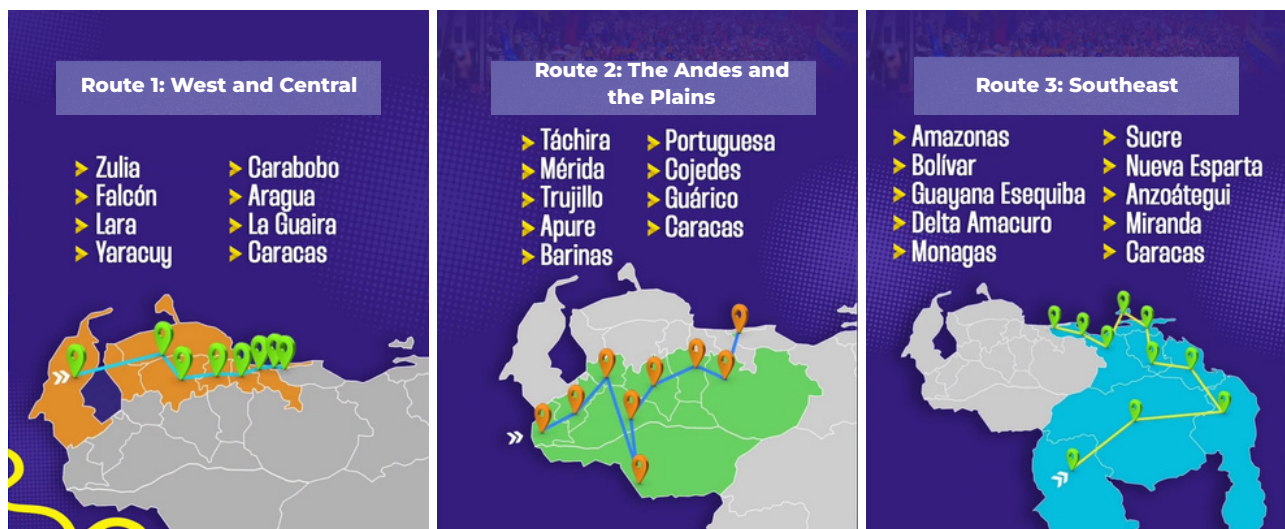 Route 1: West and Central
Zulia
Falcón
Lara
Yaracuy
Carabobo
Aragua
La Guaira
Caracas
Route 2: The Andes and
the Plains
Táchira
Mérida
Trujillo
Apure
Barinas
Portuguesa
Cojedes
Guárico
Caracas
Route 3: Southeast
Amazonas
Bolívar
Guayana Esequiba
Delta Amacuro
Monagas
Sucre
Nueva Esparta
Anzoátegui
Miranda
Caracas